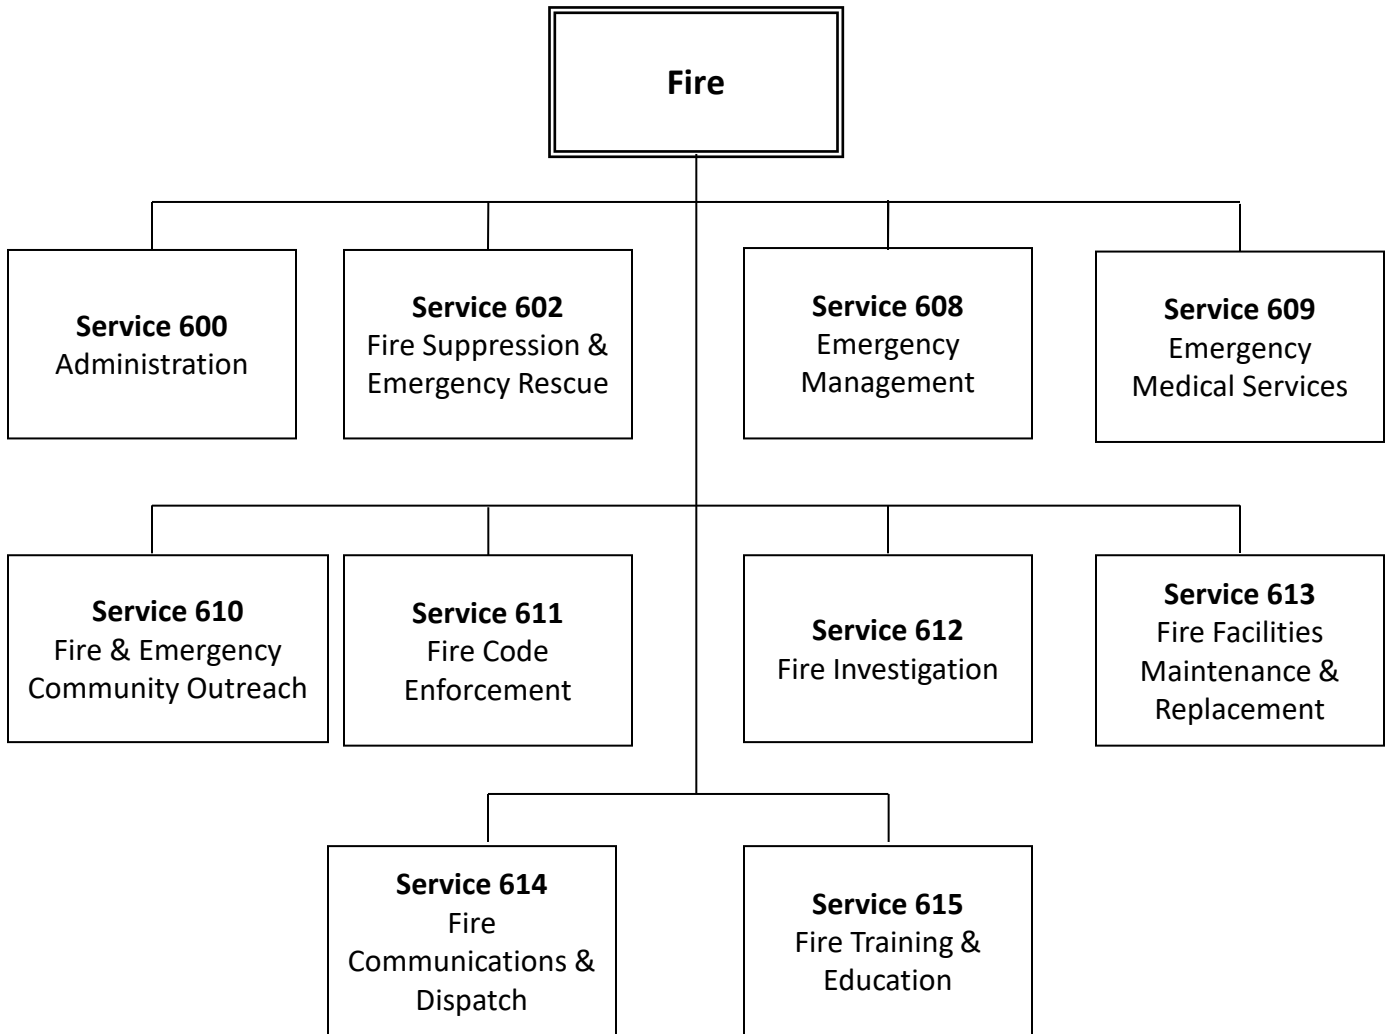 Fire
Service 600
Administration
Service 602
Fire Suppression &
Emergency Rescue
Service 608
Emergency
Management
Service 609
Emergency
Medical Services
Service 610
Fire & Emergency
Community Outreach
Service 611
Fire Code
Enforcement
Service 612
Fire Investigation
Service 613
Fire Facilities
Maintenance &
Replacement
Service 614
Fire
Communications &
Dispatch
Service 615
Fire Training &
Education